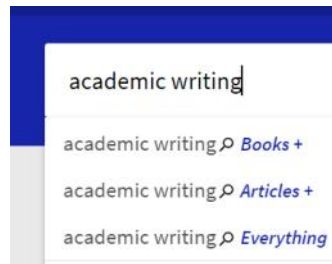 academic writing
academic writing Books +
academic writing Articles +
academic writing Everything